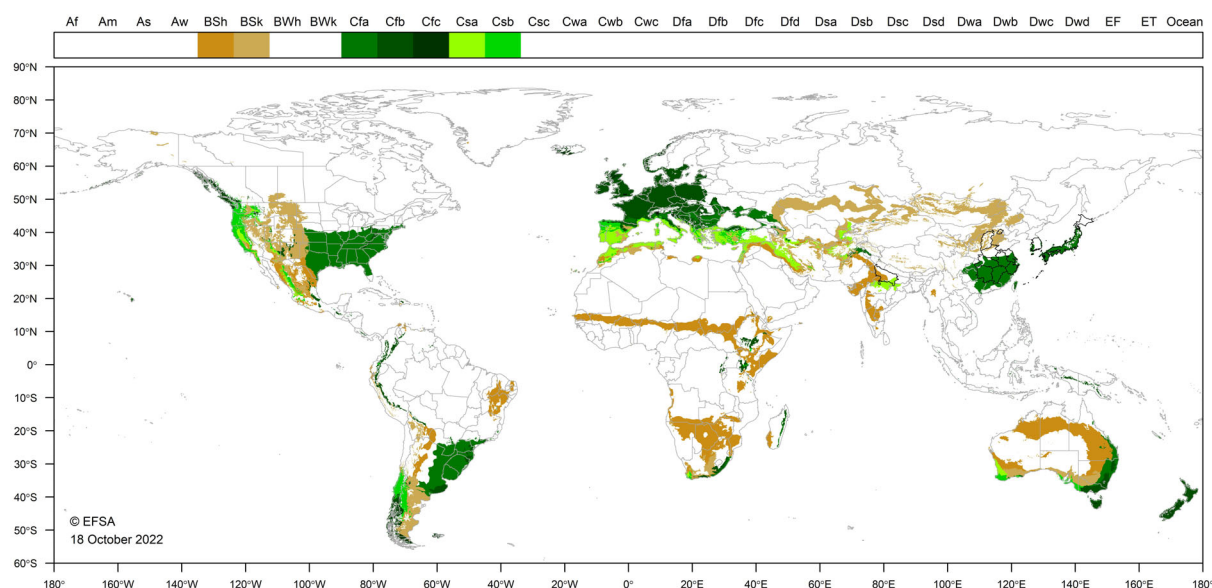 Af Am As Aw BSh BSk BWh BWk Cfa Cfb Cfc Csa Csb Csc Cwa Cwb Cwc Dfa Dfb Dfc Dfd Dsa Dsb Dsc Dsd Dwa Dwb Dwc Dwd EF ET Ocean
90°N
80°N
70°N
60°N
50°N
40°N
30°N
20°N
10°N
0°
10°S
20°S
30°S
40°S
50°S
60°S
© EFSA
18 October 2022
180° 160°W 140°W 120°W 100°W 80°W 60°W 40°W 20°W 0° 20°E 40°E 60°E 80°E 100°E 120°E 140°E 160°E 180°